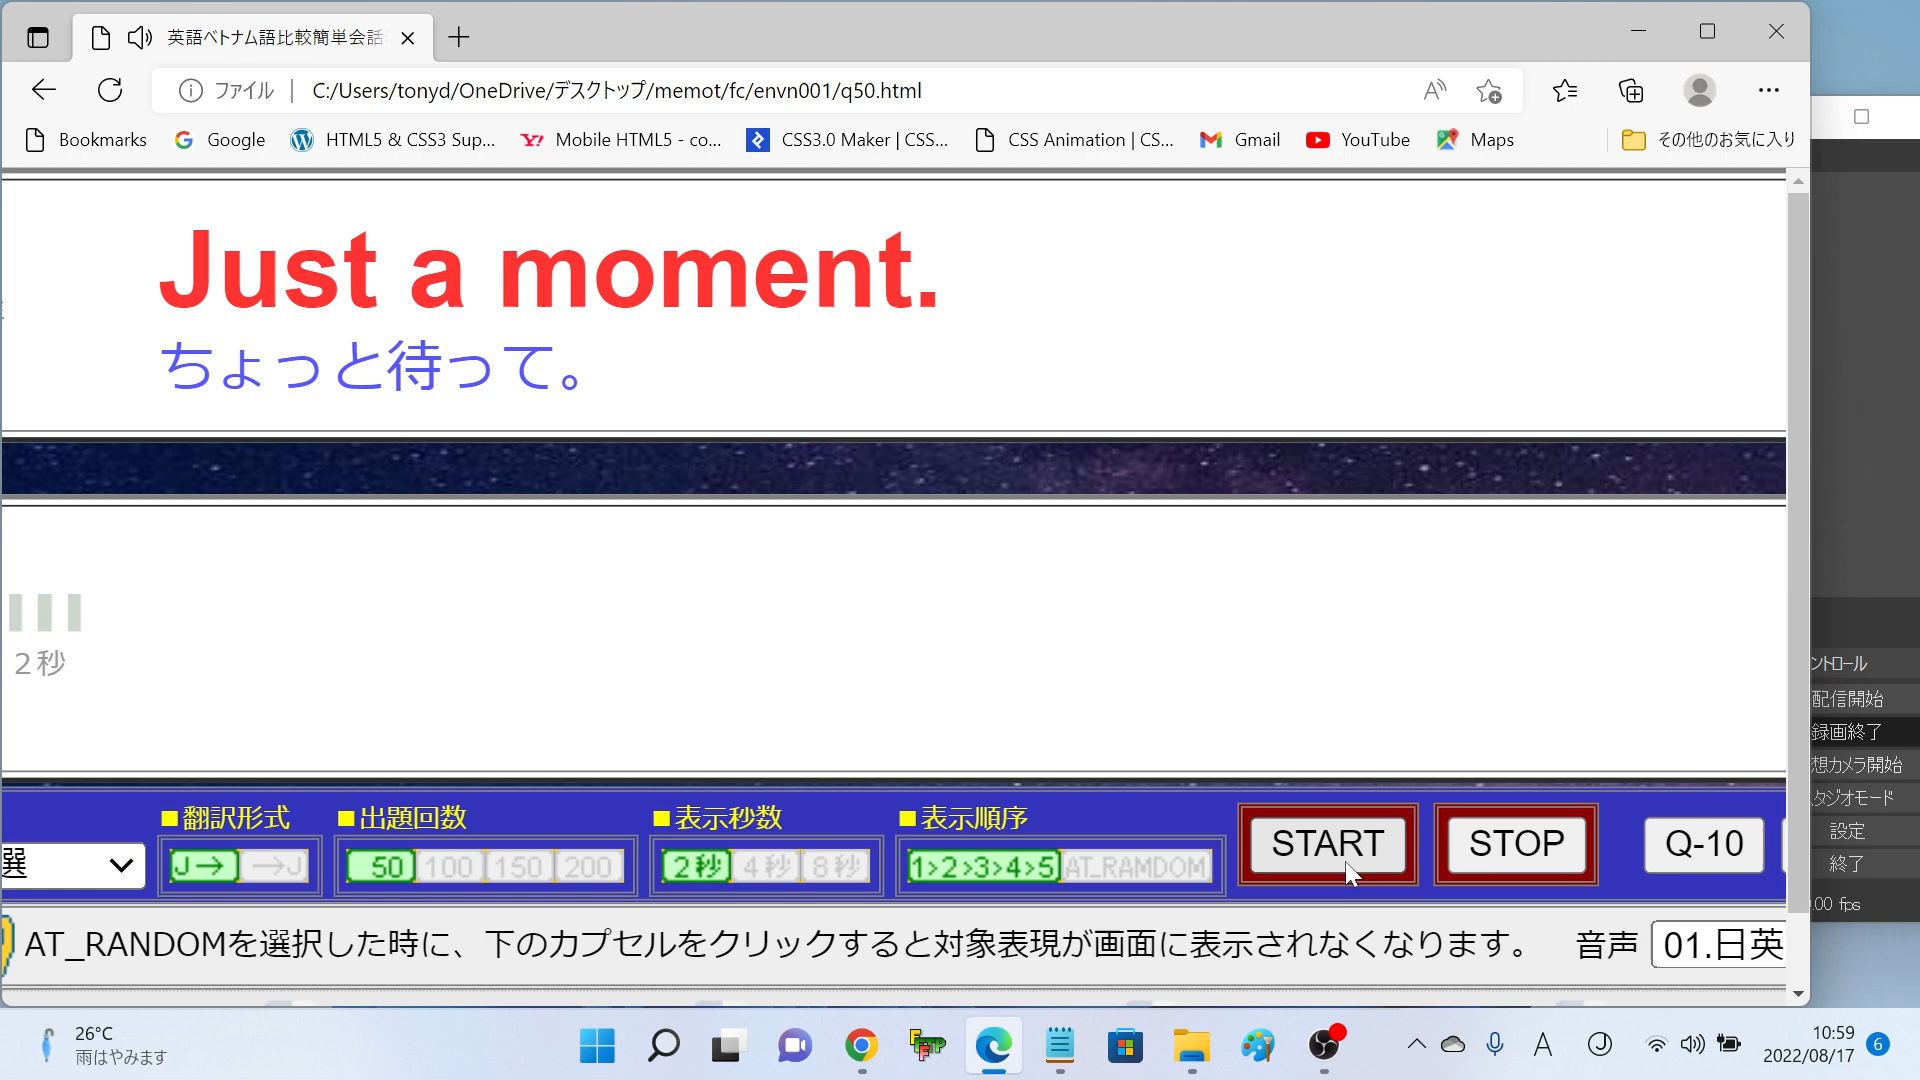 英語ベトナム語比較簡単会話
ファイル
C:/Users/tonyd/OneDrive/デスクトップ/memot/fc/envn001/q50.html
Bookmarks
Google
HTML5 & CSS3 Sup...
Mobile HTML5 - co...
CSS3.0 Maker | CSS...
CSS Animation | CS...
Gmail
YouTube
Maps
その他のお気に入り
Just a moment.
ちょっと待って。
2秒
選
■翻訳形式
J→
→J
■出題回数
50
100
150
200
■表示秒数
2秒
4秒
8秒
■表示順序
1>2>3>4>5
AT_RAMDOM
START
STOP
Q-10
AT_RANDOMを選択した時に、下のカプセルをクリックすると対象表現が画面に表示されなくなります。
音声
01.日英
ントロール
配信開始
録画終了
想カメラ開始
タジオモード
設定
終了
.00 fps
26°C
雨はやみます
10:59
2022/08/17
6